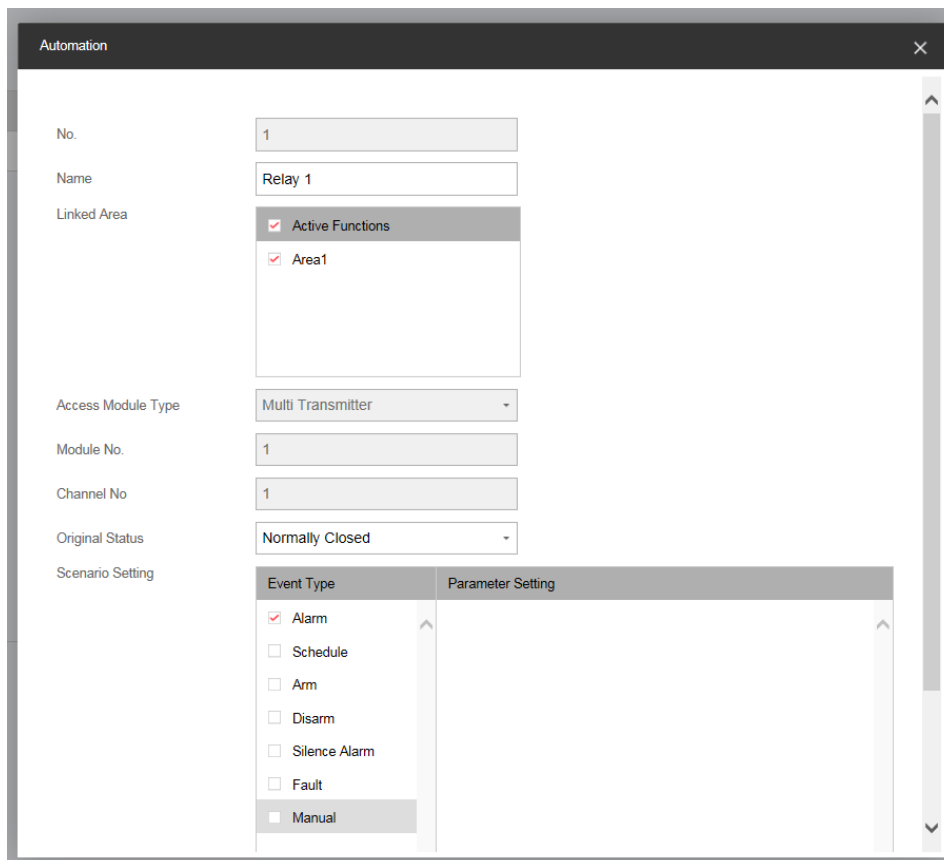 Automation
No. 1
Name Relay 1
Linked Area
Active Functions
Area1
Access Module Type Multi Transmitter
Module No. 1
Channel No 1
Original Status Normally Closed
Scenario Setting
Event Type Parameter Setting
Alarm
Schedule
Arm
Disarm
Silence Alarm
Fault
Manual